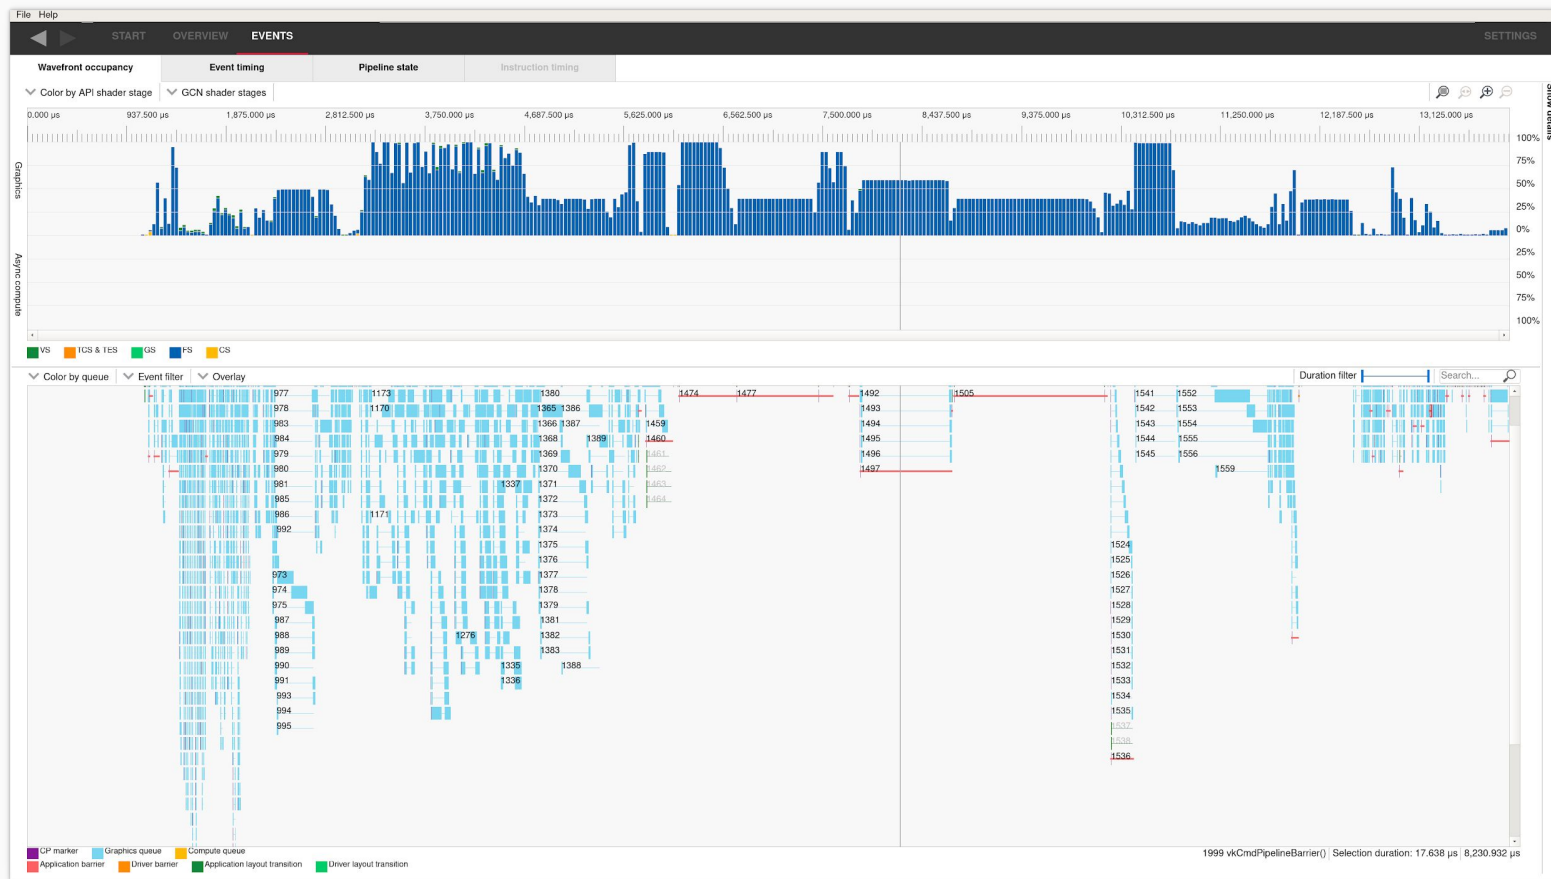 File Help
START OVERVIEW EVENTS SETTINGS
Wavefront occupancy Event timing Pipeline state Instruction timing
Color by API shader stage GCN shader stages
Show details
0.000 μs 937.500 μs 1,875.000 μs 2,812.500 μs 3,750.000 μs 4,687.500 μs 5,625.000 μs 6,562.500 μs 7,500.000 μs 8,437.500 μs 9,375.000 μs 10,312.500 μs 11,250.000 μs 12,187.500 μs 13,125.000 μs
100%
75%
Graphics
50%
25%
0%
Async compute
25%
50%
75%
100%
VS TCS & TES GS FS CS
Color by queue Event filter Overlay Duration filter Search...
977 1173 1380 1474 1477 1492 1505 1541 1552
978 1170 1365 1386 1493 1542 1553
983 1366 1387 1459 1494 1543 1554
984 1368 1389 1460 1495 1544 1555
979 1369 1461 1496 1545 1556
980 1370 1462 1497 1559
981 1337 1371 1463
985 1372 1464
986 1171 1373
992 1374
1375 1524
1376 1525
973 1377 1526
974 1378 1527
975 1379 1528
987 1381 1529
988 1276 1382 1530
989 1383 1531
990 1335 1388 1532
991 1336 1533
993 1534
994 1535
995 1537
1538
1536
CP marker Graphics queue Compute queue
Application barrier Driver barrier Application layout transition Driver layout transition
1999 vkCmdPipelineBarrier() Selection duration: 17.638 μs 8,230.932 μs